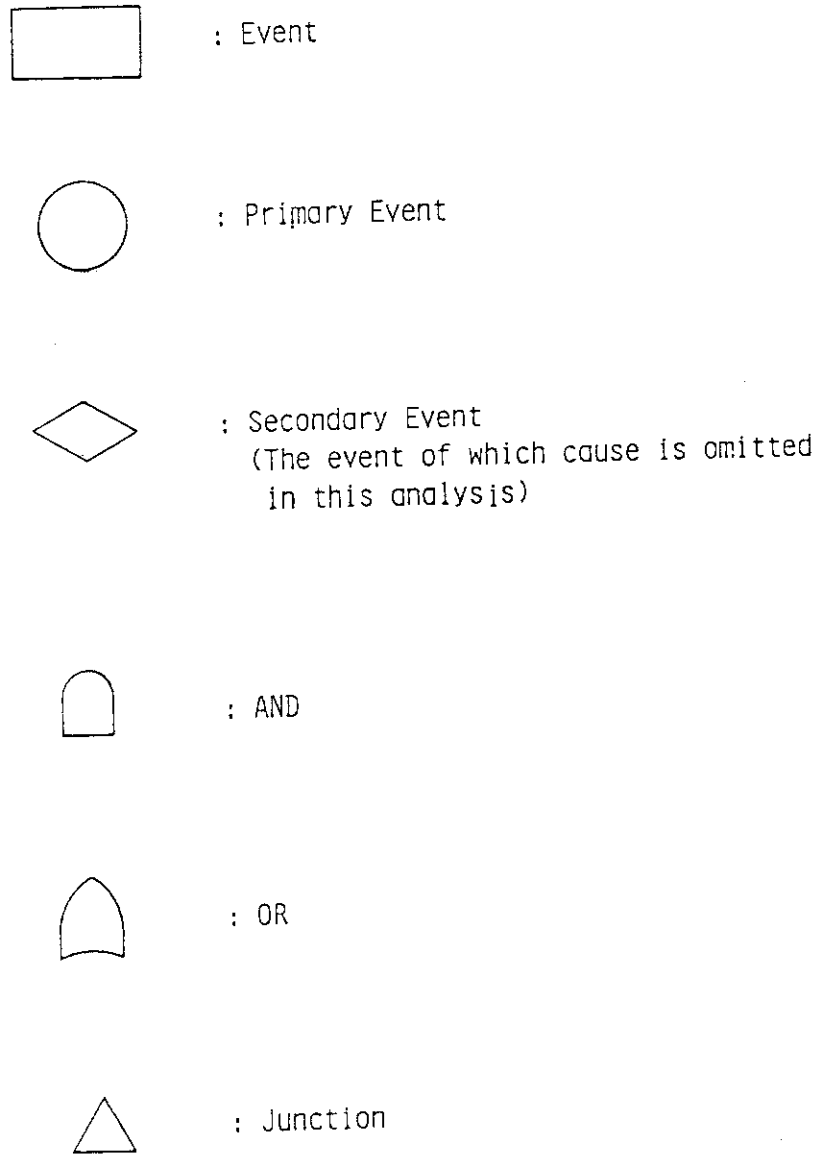 : Event
: Primary Event
: Secondary Event
(The event of which cause is omitted
in this analysis)
: AND
: OR
: Junction